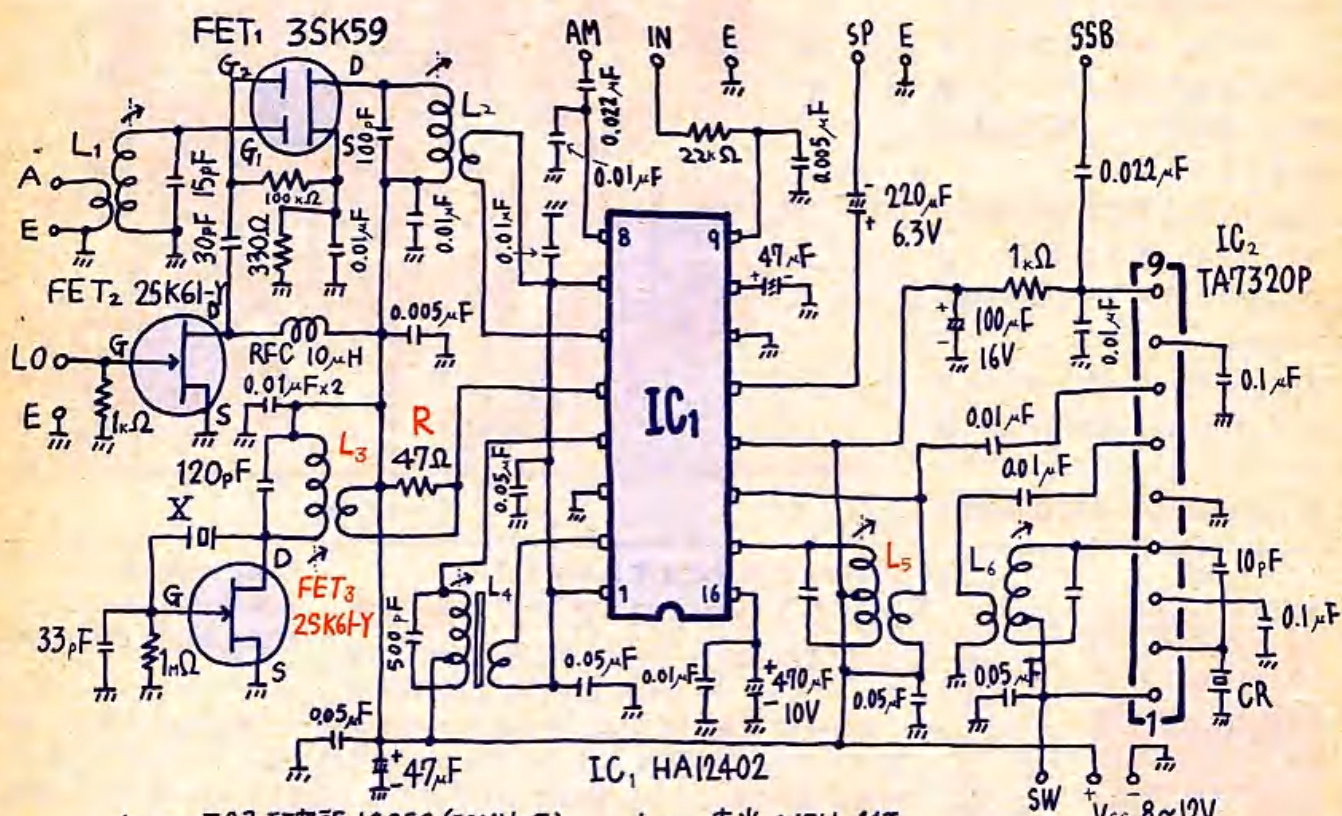 FET₁ 3SK59
G₂
D
G₁
S
A
E
L₁
15pF
100pF
L₂
100kΩ
30pF
330Ω
0.01μF
0.01μF
0.01μF
FET₂ 2SK61-Y
D
G
S
LO
E
1kΩ
RFC 10μH
0.01μF×2
0.005μF
120pF
L₃
R
47Ω
X
D
G
S
FET₃
2SK61-Y
33pF
1MΩ
500pF
L₄
0.05μF
0.05μF
0.05μF
47μF
+
-
AM
IN
E
SP
E
SSB
0.022μF
0.01μF
22kΩ
0.005μF
-
220μF
+
6.3V
0.022μF
8
9
IC₁
1
16
47μF
+
-
1kΩ
+
100μF
-
16V
0.01μF
IC₂
TA7320P
9
1
0.1μF
0.01μF
0.01μF
L₅
L₆
10pF
0.1μF
CR
0.01μF
+
470μF
-
10V
0.05μF
0.05μF
IC₁ HA12402
SW
+
-
8~12V